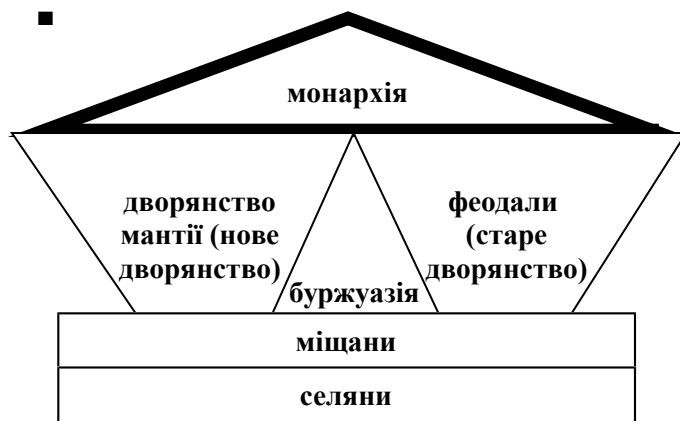 монархія
дворянство
мантії (нове
дворянство)
феодали
(старе
дворянство)
буржуазія
міщани
селяни